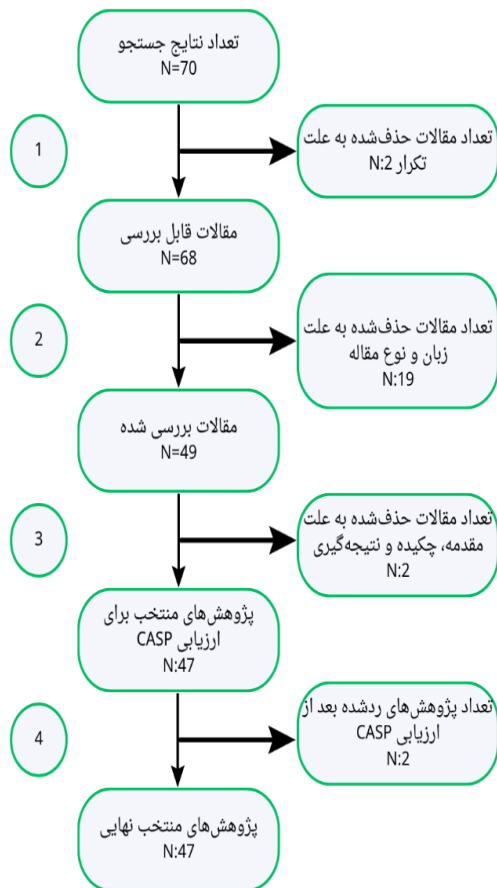 تعداد نتایج جستجو
N=70
1
تعداد مقالات حذف‌شده به علت
تکرار N:2
مقالات قابل بررسی
N=68
2
تعداد مقالات حذف‌شده به علت
زبان و نوع مقاله
N:19
مقالات بررسی شده
N=49
3
تعداد مقالات حذف‌شده به علت
مقدمه، چکیده و نتیجه‌گیری
N:2
پژوهش‌های منتخب برای
ارزیابی CASP
N:47
4
تعداد پژوهش‌های ردشده بعد از
ارزیابی CASP
N:2
پژوهش‌های منتخب نهایی
N:47